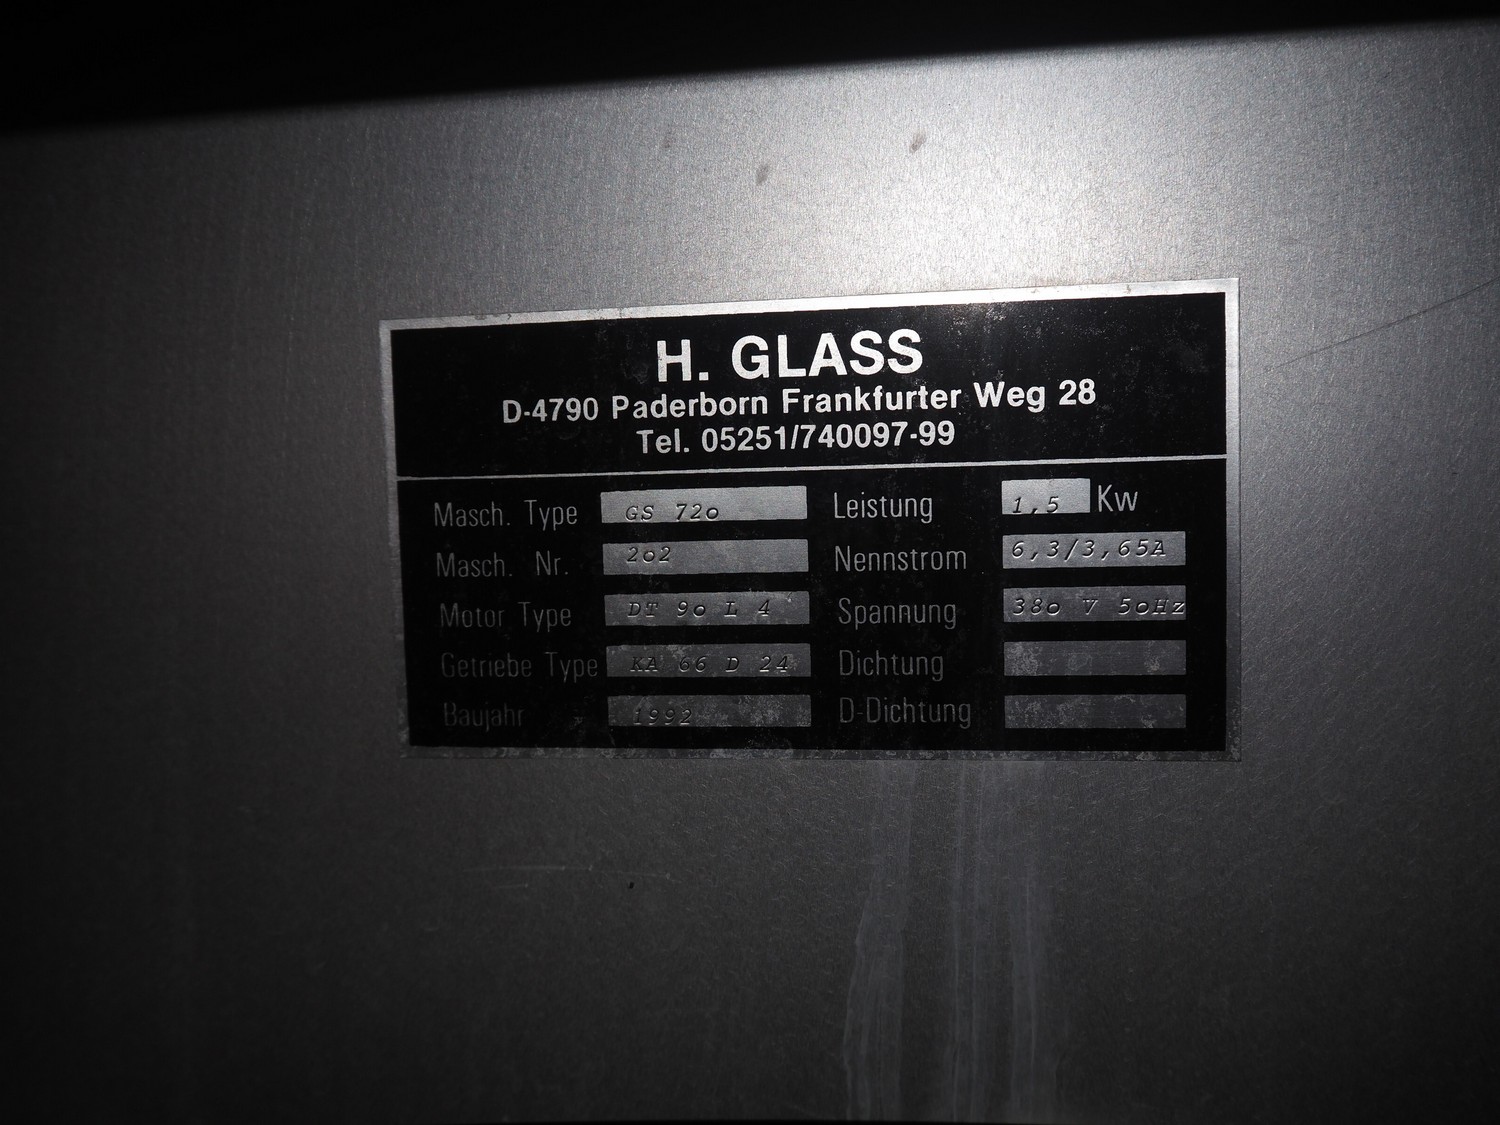 H. GLASS
D-4790 Paderborn Frankfurter Weg 28
Tel. 05251/740097-99
Masch. Type GS 72o Leistung 1,5 Kw
Masch. Nr. 2o2 Nennstrom 6,3/3,65A
Motor Type DT 9o L 4 Spannung 38o V 5oHz
Getriebe Type KA 66 D 24 Dichtung
Baujahr 1992 D-Dichtung